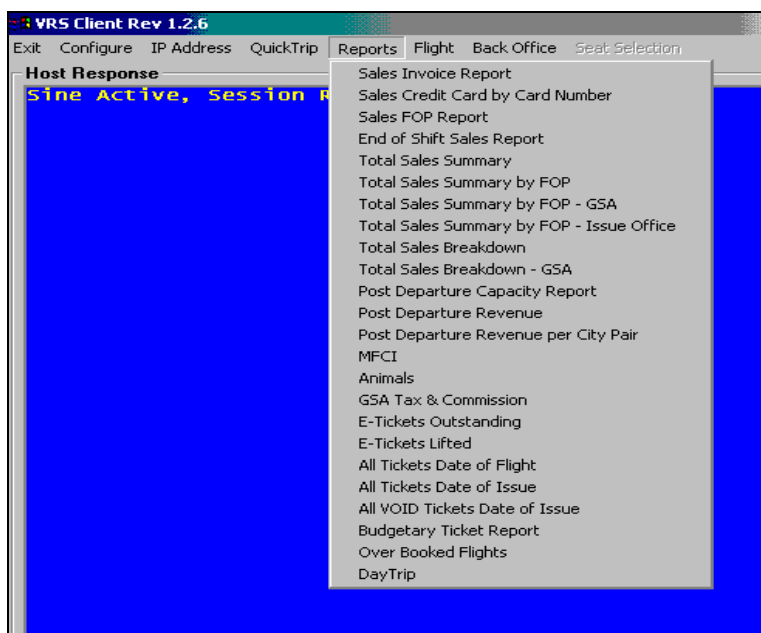 VRS Client Rev 1.2.6
Exit Configure IP Address QuickTrip Reports Flight Back Office Seat Selection
Host Response
Sine Active, Session
Sales Invoice Report
Sales Credit Card by Card Number
Sales FOP Report
End of Shift Sales Report
Total Sales Summary
Total Sales Summary by FOP
Total Sales Summary by FOP - GSA
Total Sales Summary by FOP - Issue Office
Total Sales Breakdown
Total Sales Breakdown - GSA
Post Departure Capacity Report
Post Departure Revenue
Post Departure Revenue per City Pair
MFCI
Animals
GSA Tax & Commission
E-Tickets Outstanding
E-Tickets Lifted
All Tickets Date of Flight
All Tickets Date of Issue
All VOID Tickets Date of Issue
Budgetary Ticket Report
Over Booked Flights
DayTrip